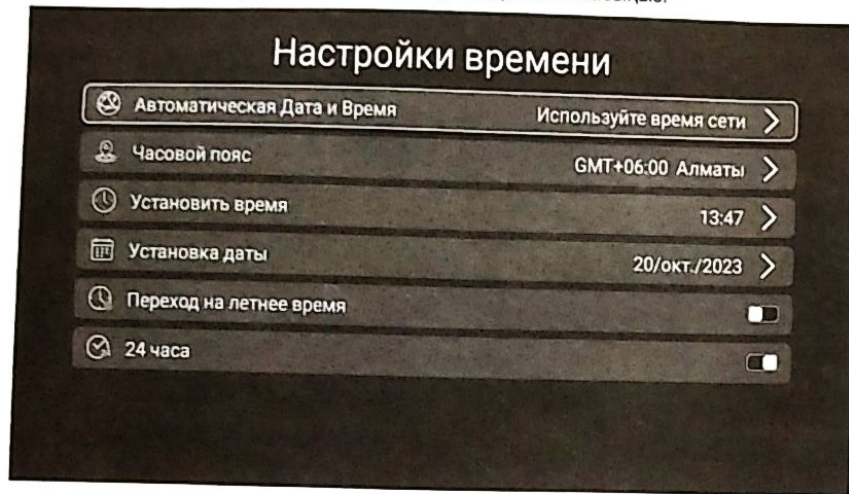 Настройки времени
Автоматическая Дата и Время Используйте время сети
Часовой пояс GMT+06:00 Алматы
Установить время 13:47
Установка даты 20/окт./2023
Переход на летнее время
24 часа